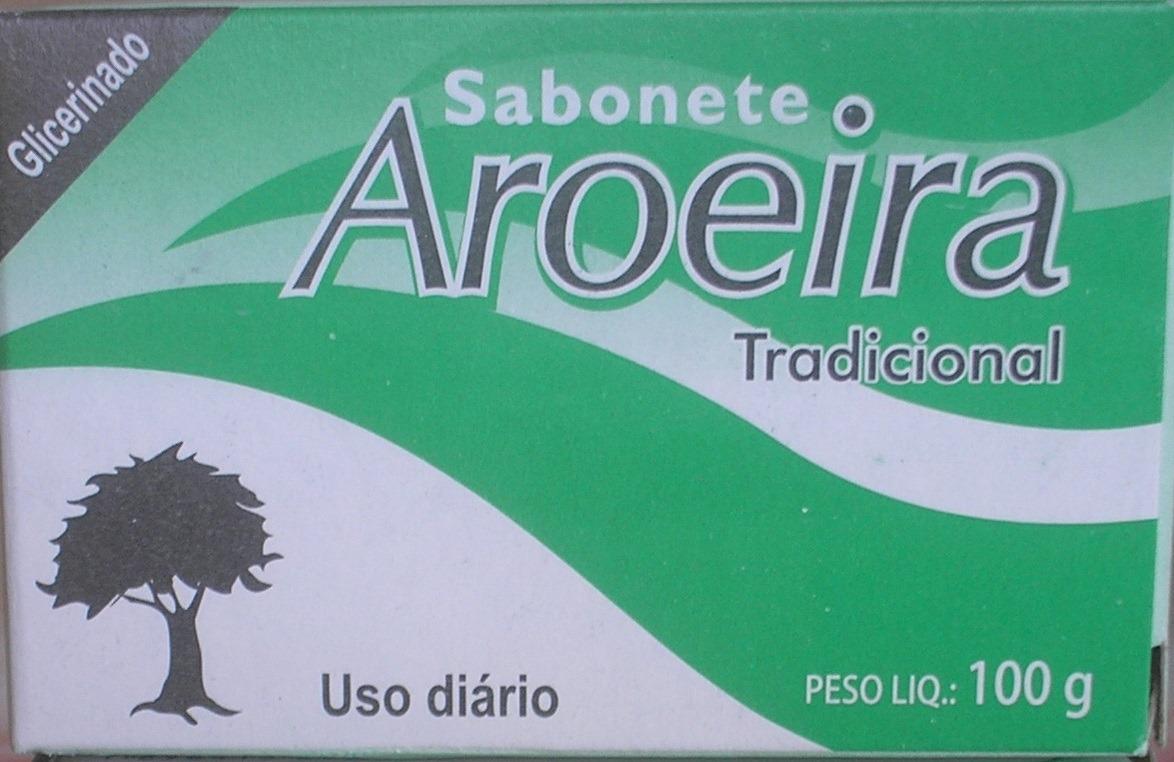 Glicerinado
Sabonete
Aroeira
Tradicional
Uso diário
PESO LIQ.: 100 g